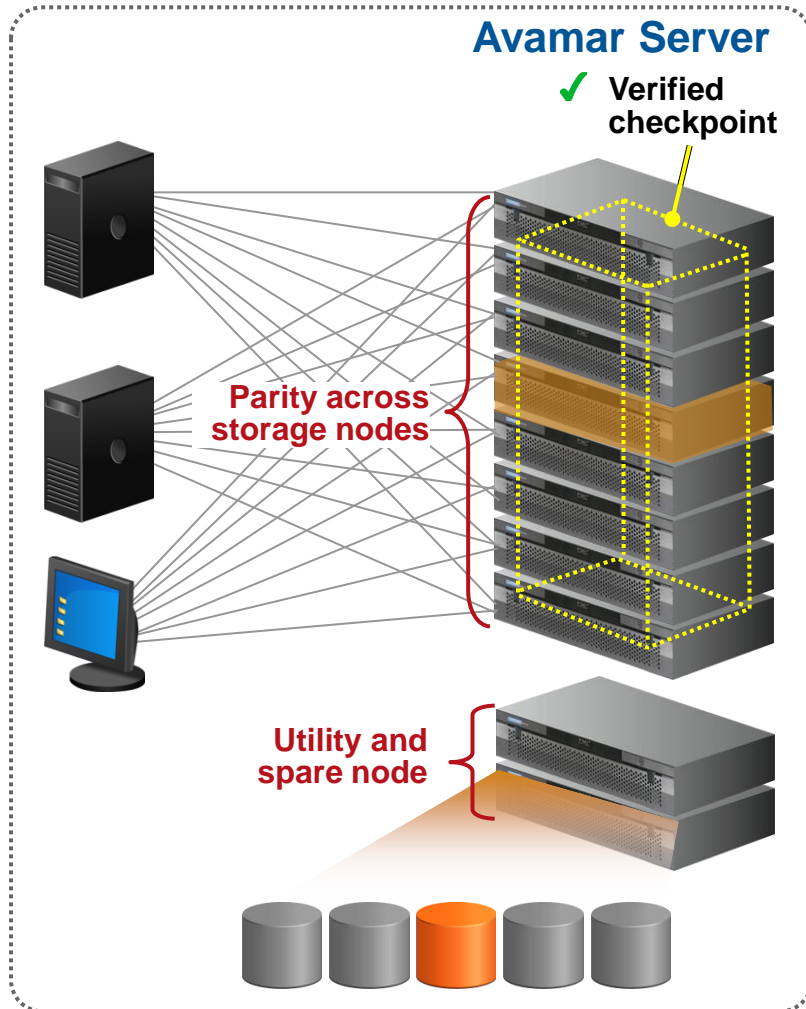 Avamar Server
✓ Verified
checkpoint
Parity across
storage nodes
Utility and
spare node